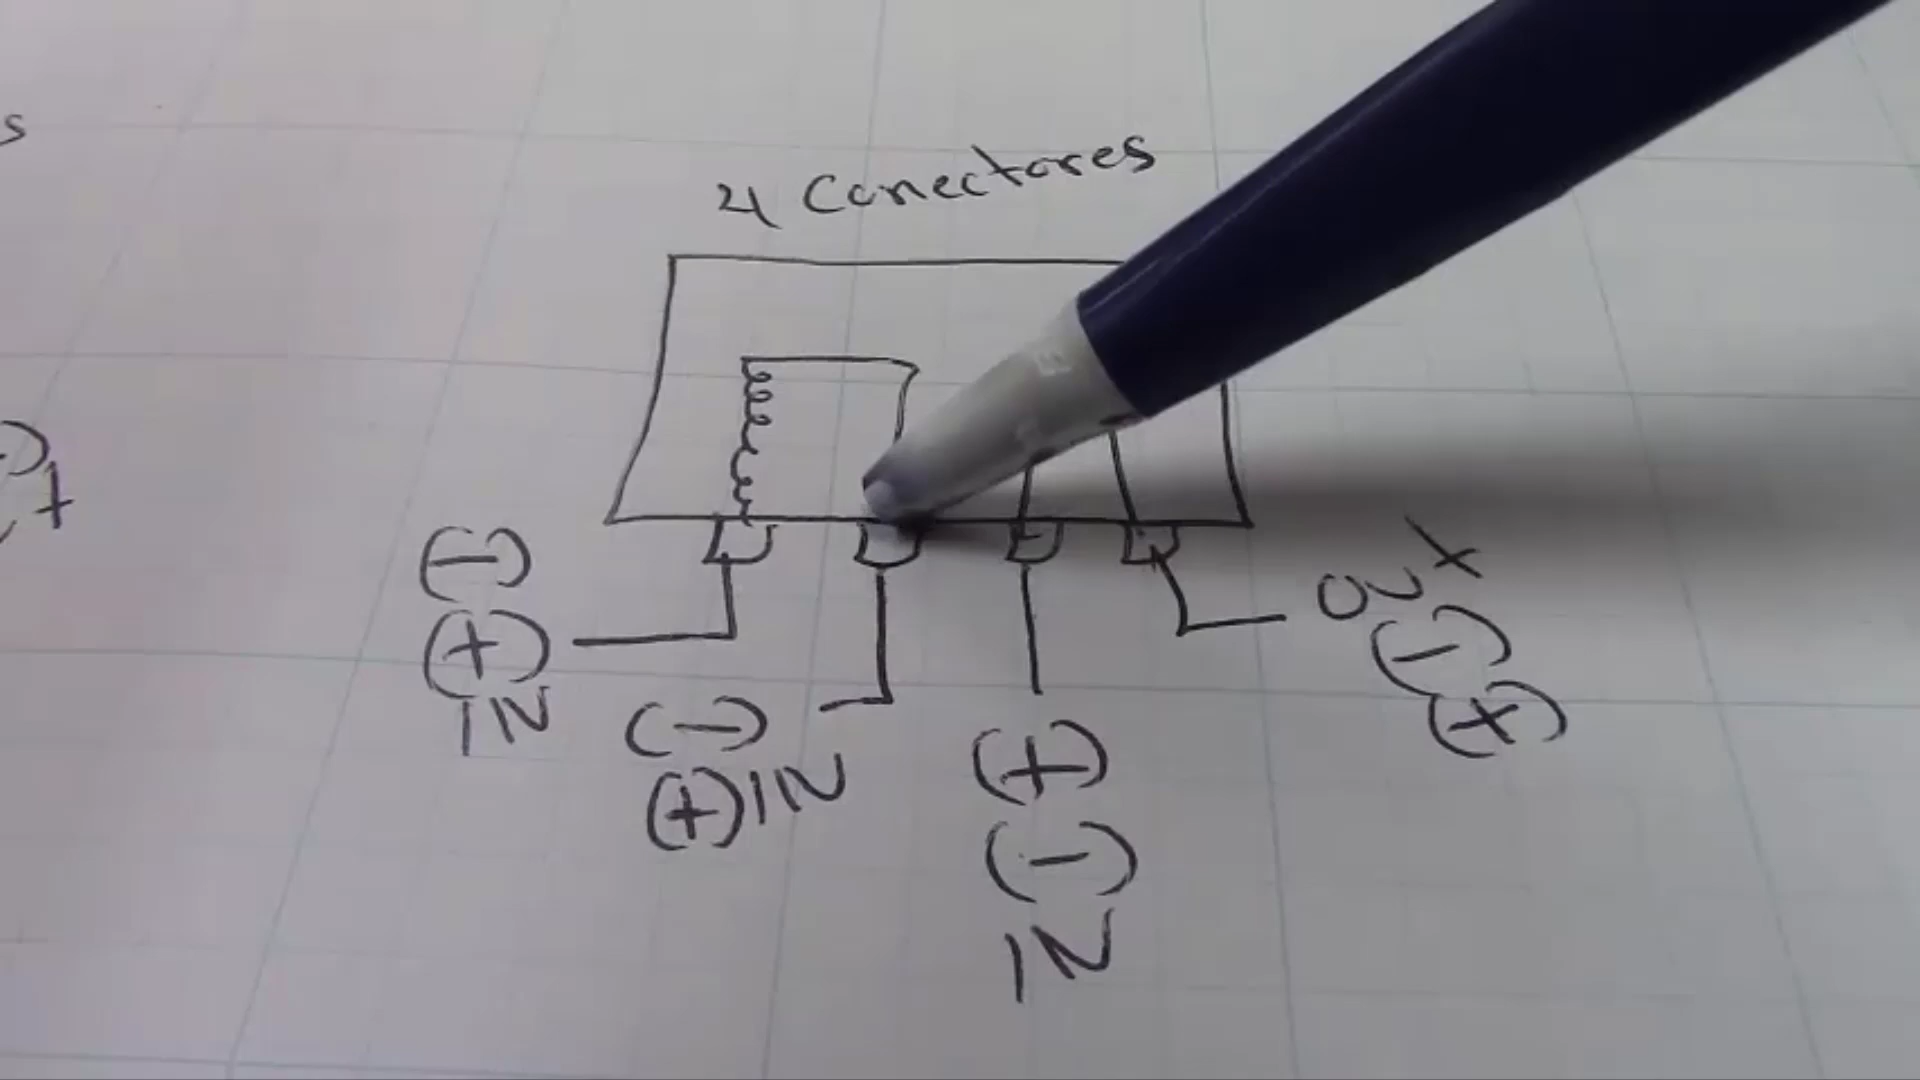 s
4 Conectores
(-)
(+)
IN
(-)
(+) IN
(+)
(-)
IN
OUT
(-)
(+)